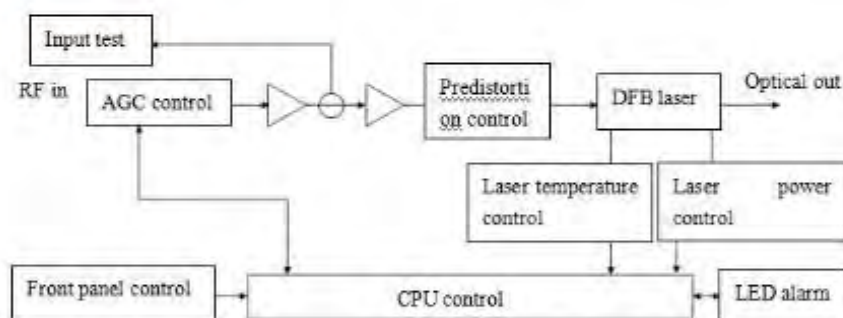 Input test
RF in
AGC control
Predistorti
on control
DFB laser
Optical out
Laser temperature
control
Laser power
control
Front panel control
CPU control
LED alarm